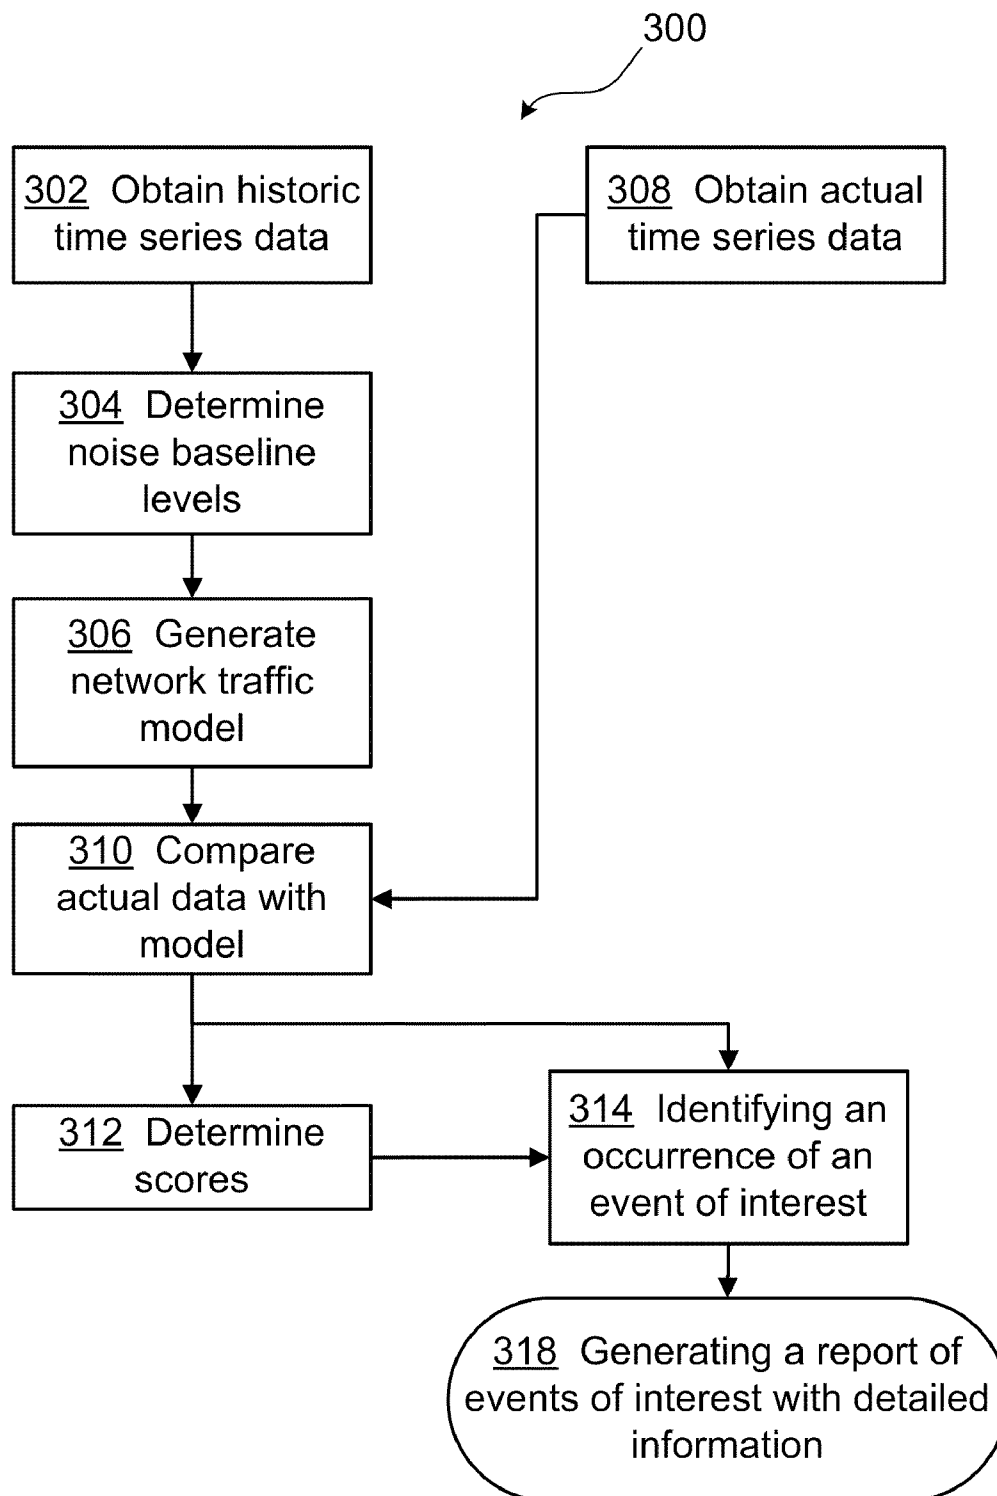 300
302 Obtain historic
time series data
308 Obtain actual
time series data
304 Determine
noise baseline
levels
306 Generate
network traffic
model
310 Compare
actual data with
model
312 Determine
scores
314 Identifying an
occurrence of an
event of interest
318 Generating a report of
events of interest with detailed
information